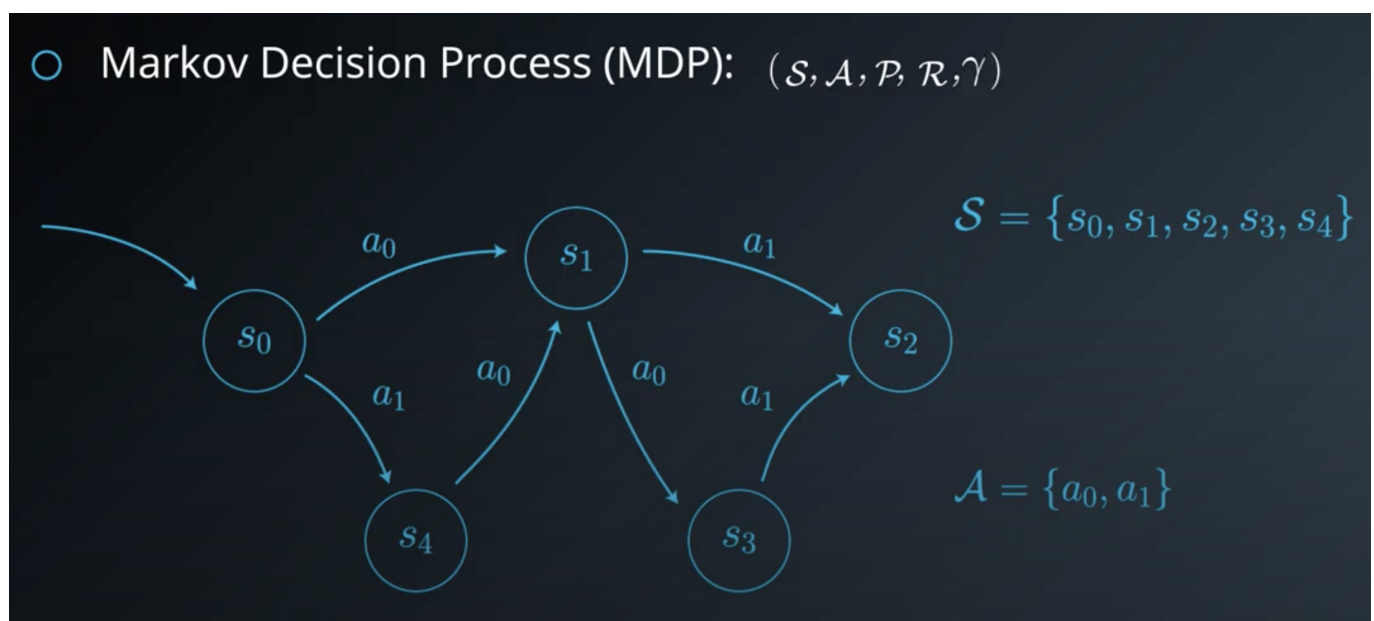 Markov Decision Process (MDP): (𝒮, 𝒜, 𝒫, ℛ, γ)
𝒮 = {s₀, s₁, s₂, s₃, s₄}
a₀
s₁
a₁
s₀
s₂
a₁
a₀
a₀
a₁
𝒜 = {a₀, a₁}
s₄
s₃